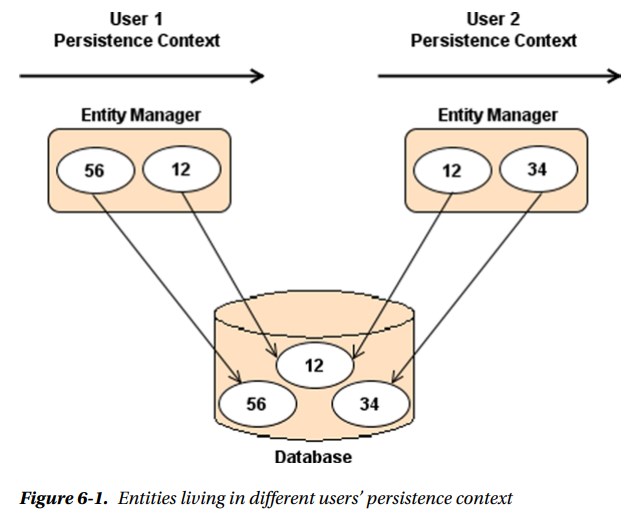 User 1
Persistence Context
User 2
Persistence Context
Entity Manager
Entity Manager
56 12
12 34
12
56 34
Database
Figure 6-1. Entities living in different users' persistence context